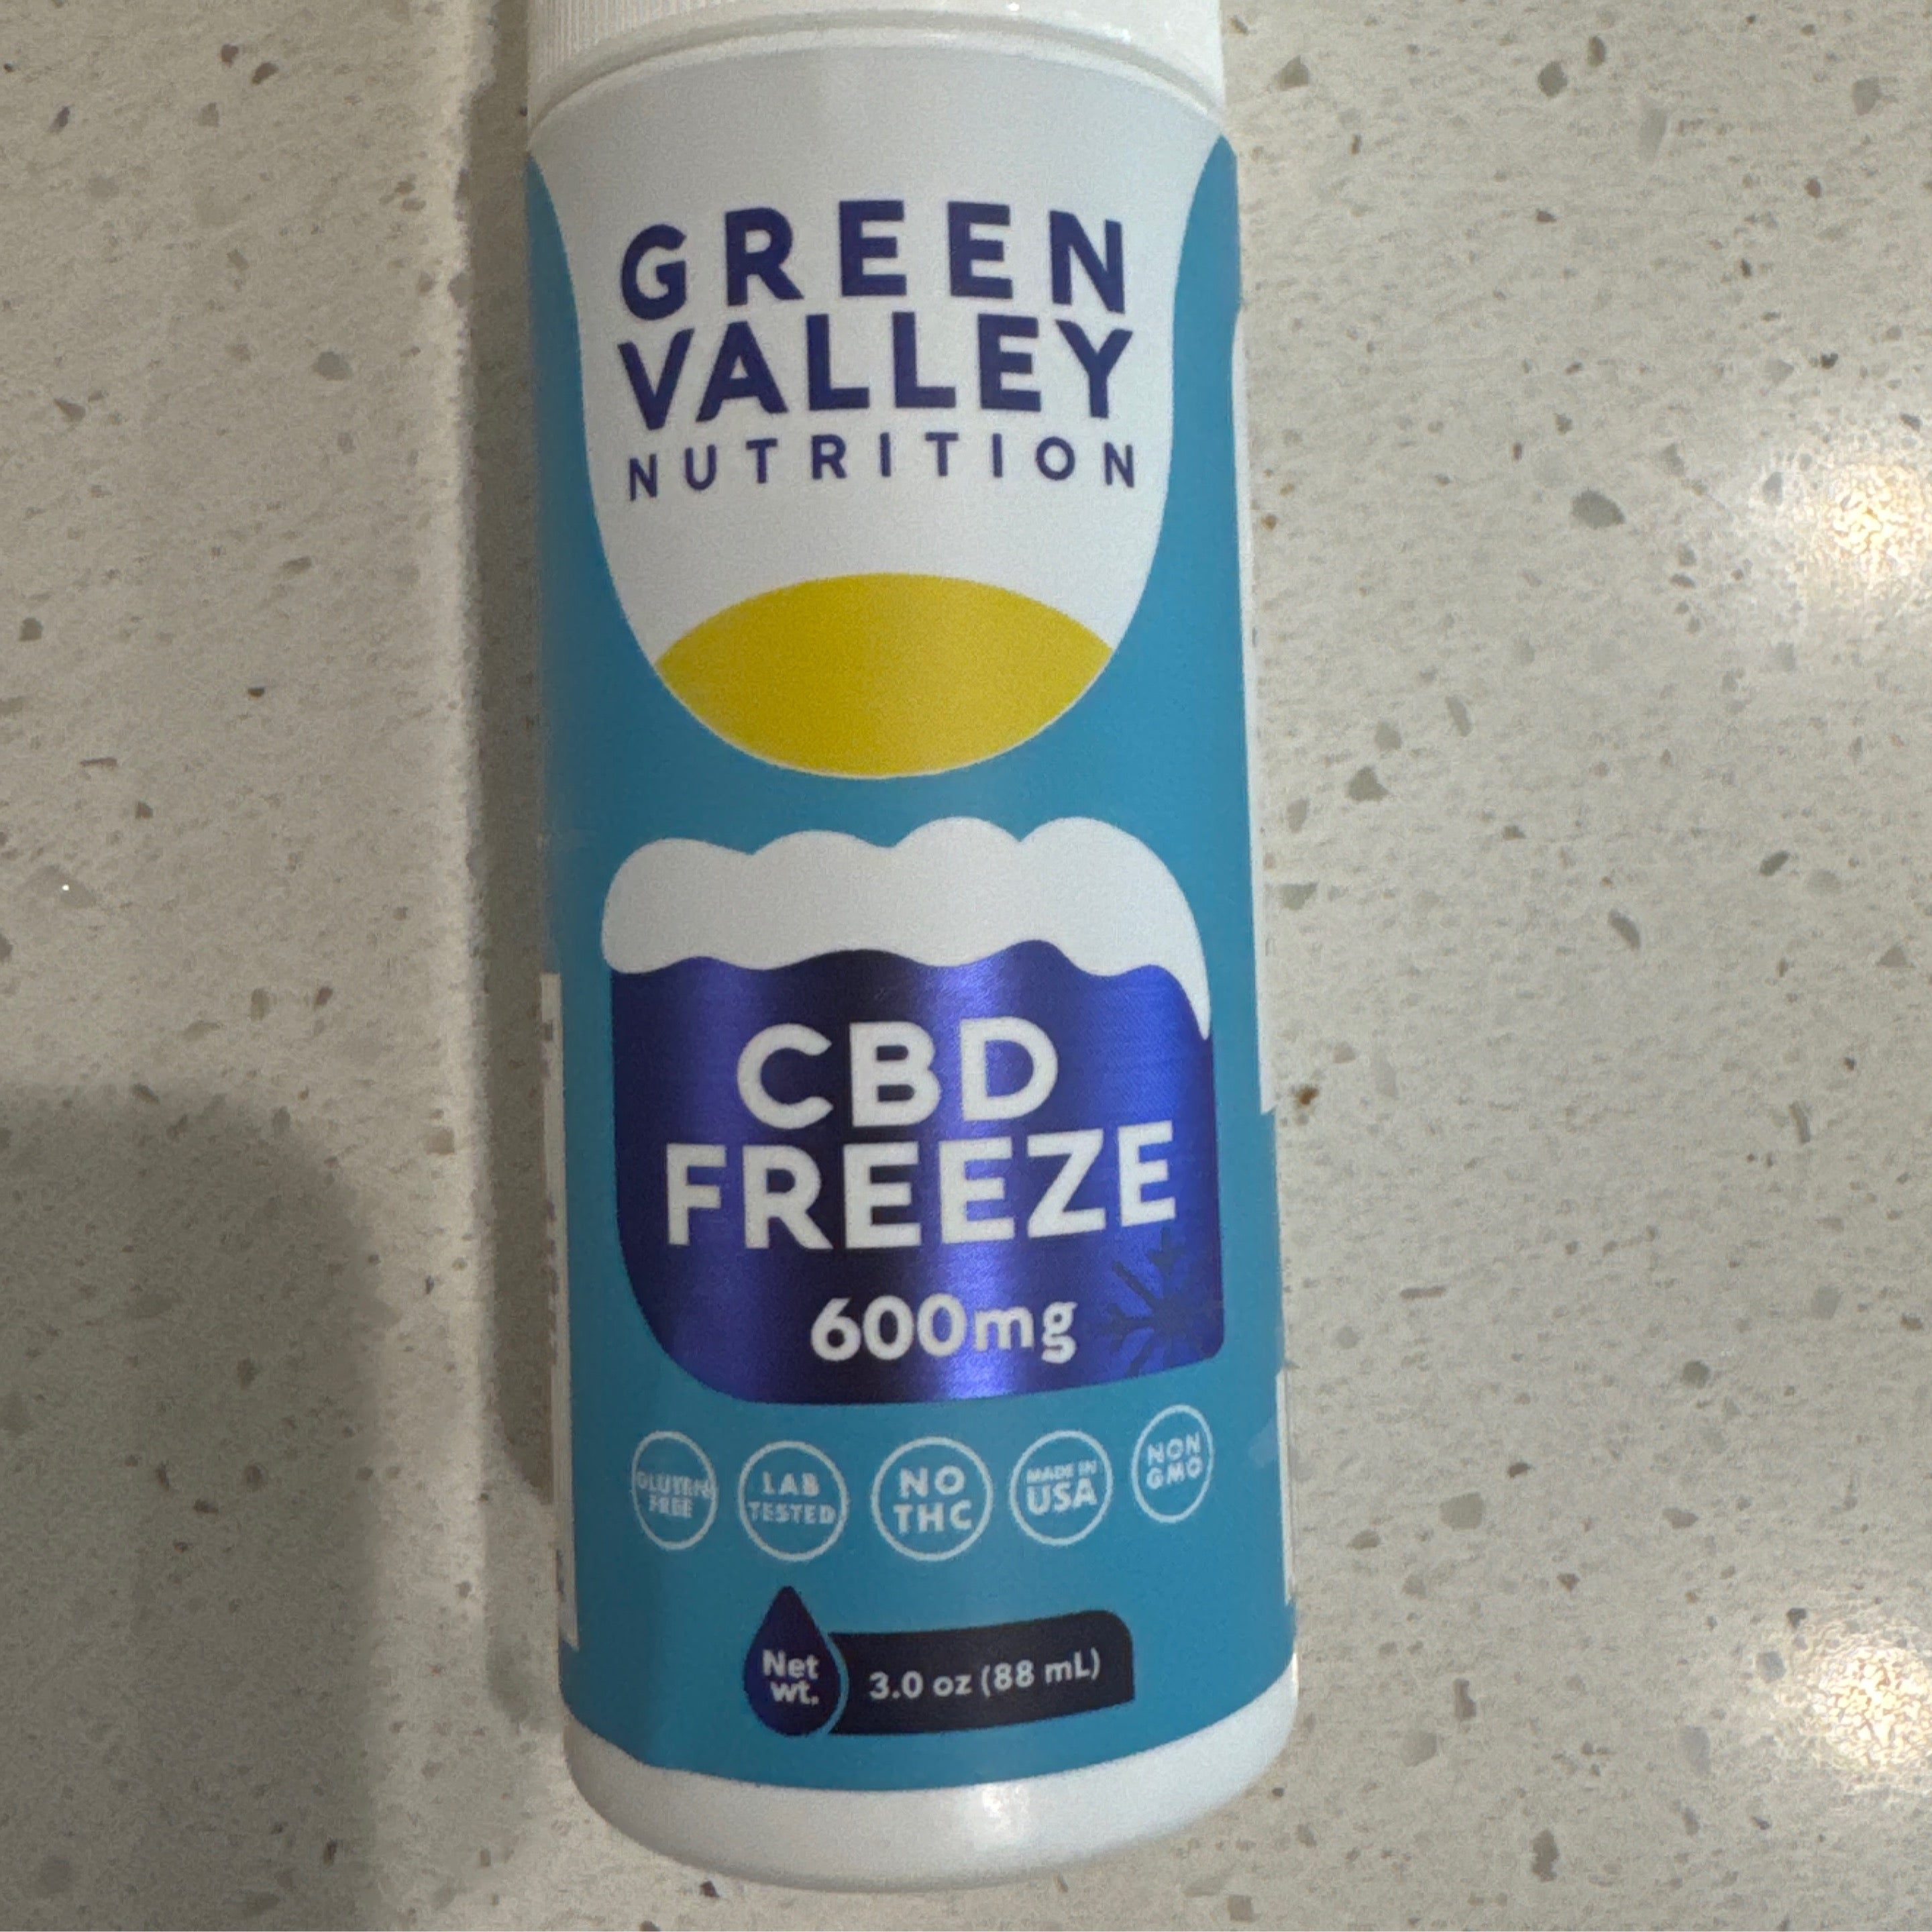 GREEN
VALLEY
NUTRITION
CBD
FREEZE
600mg
GLUTEN
FREE
LAB
TESTED
NO
THC
MADE IN
USA
NON
GMO
Net
wt.
3.0 oz (88 mL)